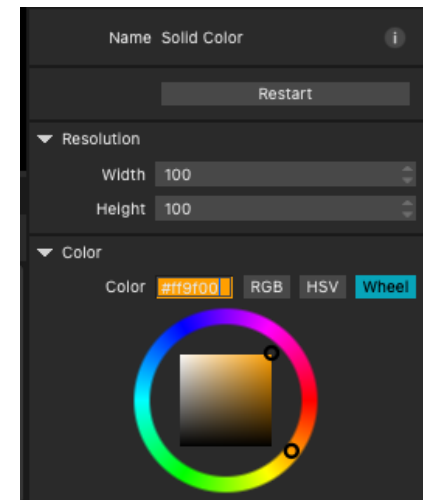 Name Solid Color i
Restart
Resolution
Width 100
Height 100
Color
Color #ff9f00 RGB HSV Wheel